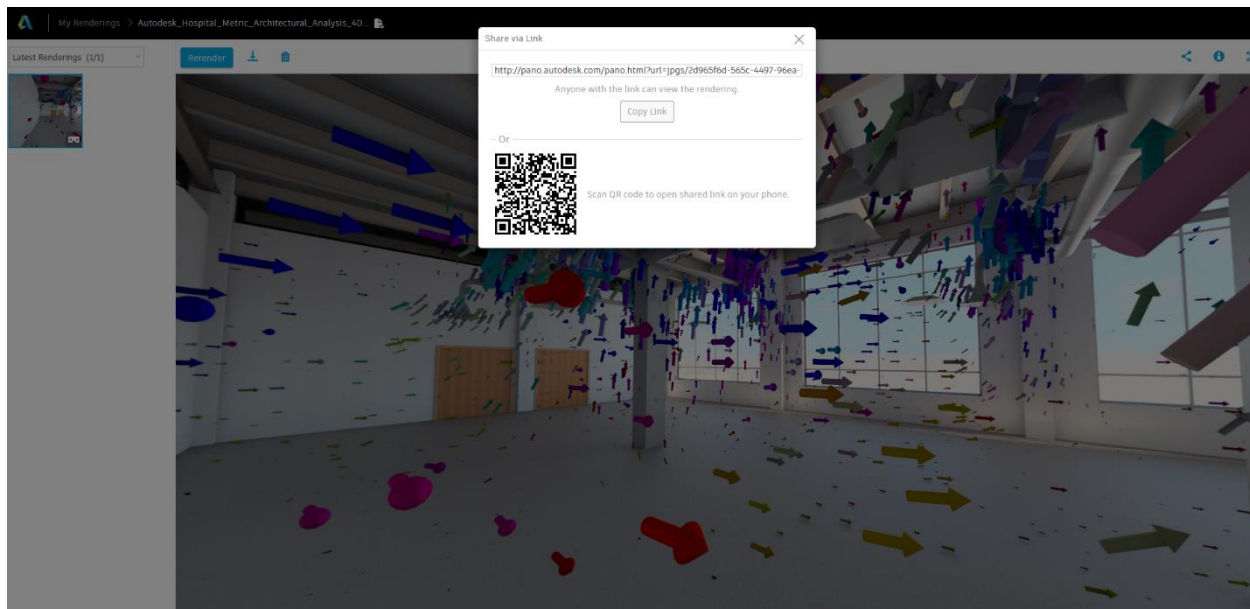 My Renderings > Autodesk_Hospital_Metric_Architectural_Analysis_4D...
Latest Renderings (1/1)
Rerender
Share via Link
http://pano.autodesk.com/pano.html?url=jpgs/2d965f6d-565c-4497-96ea-
Anyone with the link can view the rendering.
Copy Link
Or
Scan QR code to open shared link on your phone.